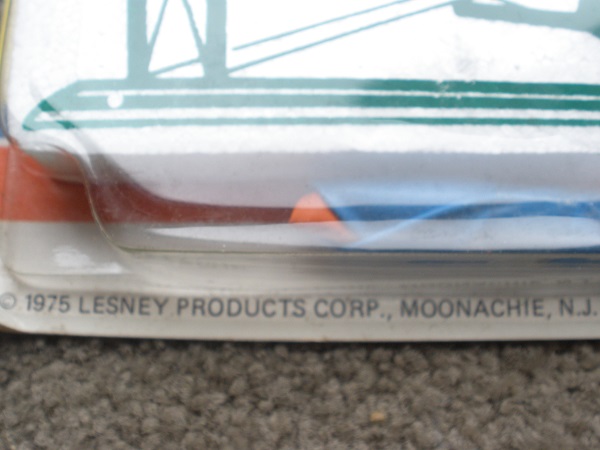 © 1975 LESNEY PRODUCTS CORP., MOONACHIE, N.J.